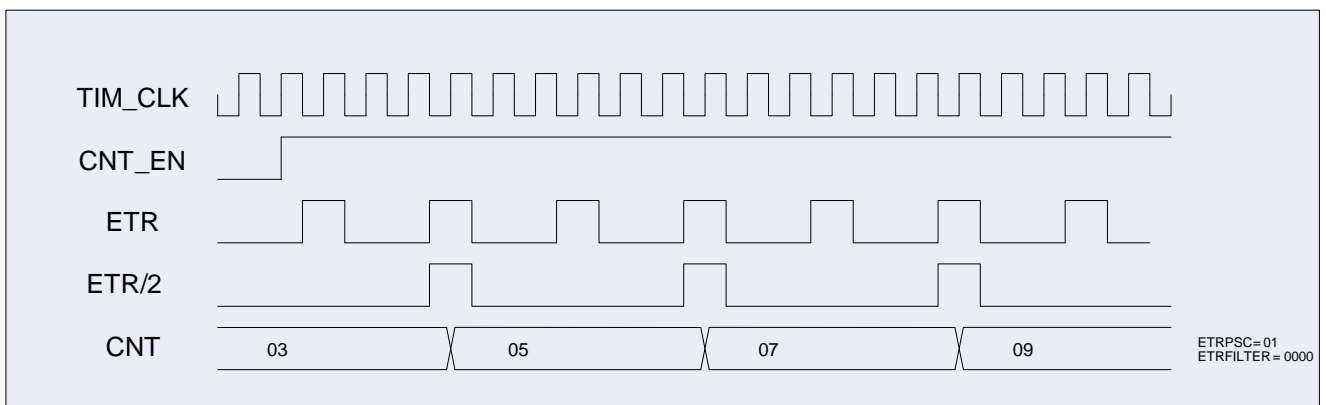 TIM_CLK
CNT_EN
ETR
ETR/2
CNT 03 05 07 09
ETRPSC=01
ETRFILTER = 0000